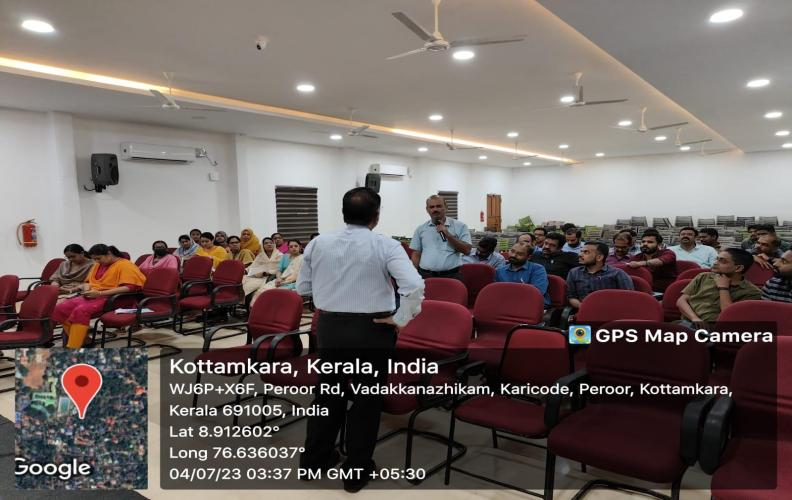 GPS Map Camera
Kottamkara, Kerala, India
WJ6P+X6F, Peroor Rd, Vadakkanazhikam, Karicode, Peroor, Kottamkara,
Kerala 691005, India
Lat 8.912602°
Long 76.636037°
04/07/23 03:37 PM GMT +05:30
Google